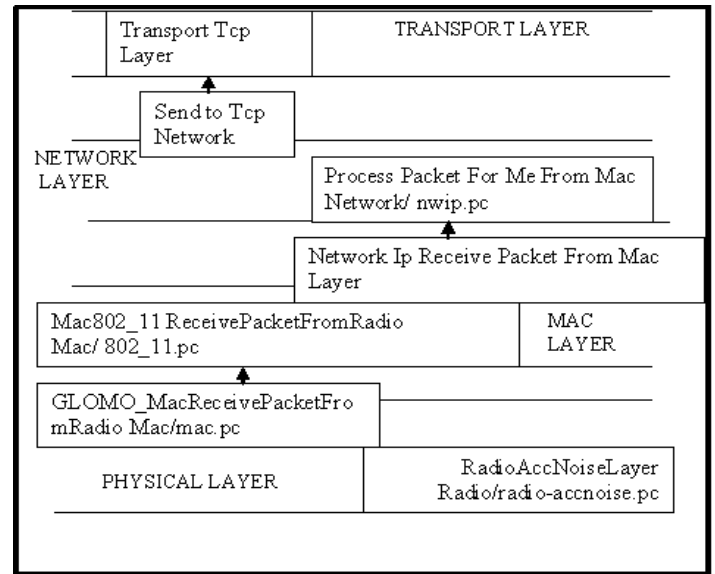 Transport Tcp
Layer
TRANSPORT LAYER
Send to Tcp
Network
NETWORK
LAYER
Process Packet For Me From Mac
Network/ nwip.pc
Network Ip Receive Packet From Mac
Layer
Mac802_11 ReceivePacketFromRadio
Mac/ 802_11.pc
MAC
LAYER
GLOMO_MacReceivePacketFro
mRadio Mac/mac.pc
PHYSICAL LAYER
RadioAccNoiseLayer
Radio/radio-accnoise.pc